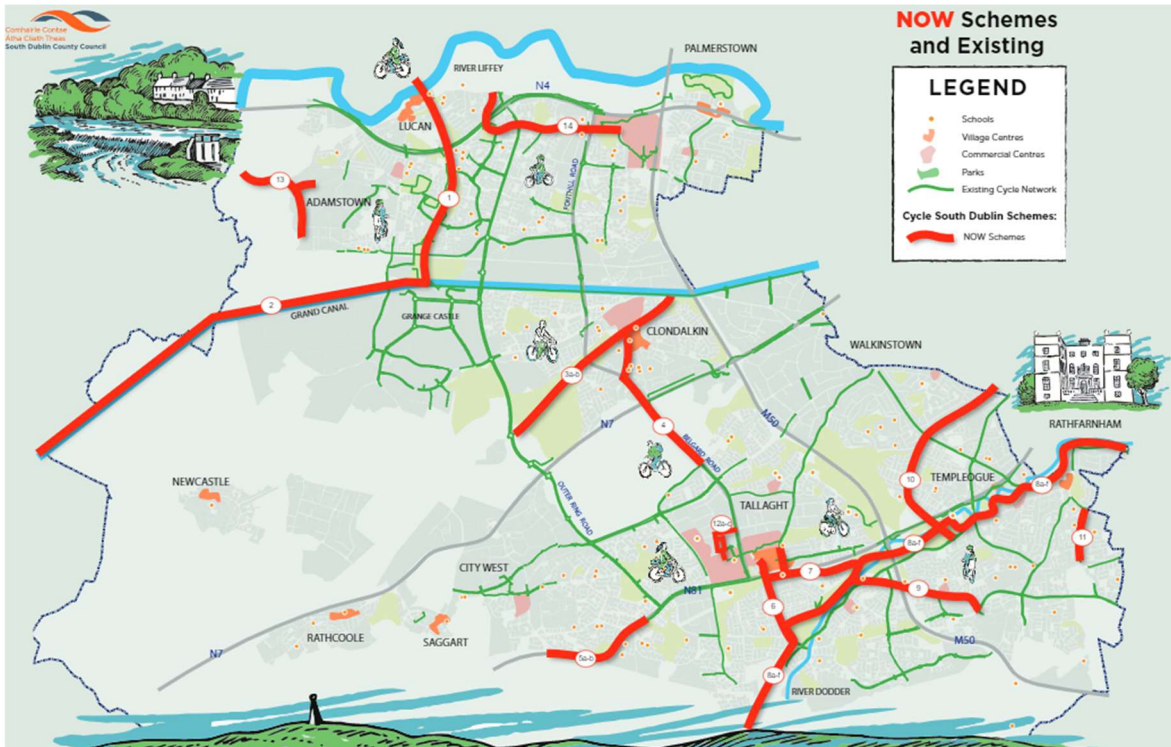 Comhairle Contae
Átha Cliath Theas
South Dublin County Council
NOW Schemes
and Existing
LEGEND
Schools
Village Centres
Commercial Centres
Parks
Existing Cycle Network
Cycle South Dublin Schemes:
NOW Schemes
PALMERSTOWN
RIVER LIFFEY
N4
LUCAN
14
FONTHILL ROAD
13
ADAMSTOWN
1
2
GRAND CANAL
GRANGE CASTLE
CLONDALKIN
WALKINSTOWN
3a-b
N7
M50
RATHFARNHAM
4
BELGARD ROAD
NEWCASTLE
OUTER RING ROAD
10
TEMPLEOGUE
8a-f
TALLAGHT
12a-c
8a-f
11
CITY WEST
7
N81
6
9
RATHCOOLE
SAGGART
N7
5a-b
8a-f
M50
RIVER DODDER